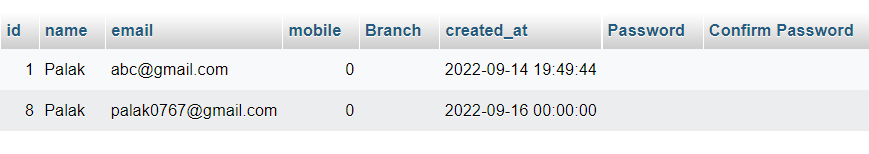 id name email mobile Branch created_at Password Confirm Password
1 Palak abc@gmail.com 0 2022-09-14 19:49:44
8 Palak palak0767@gmail.com 0 2022-09-16 00:00:00